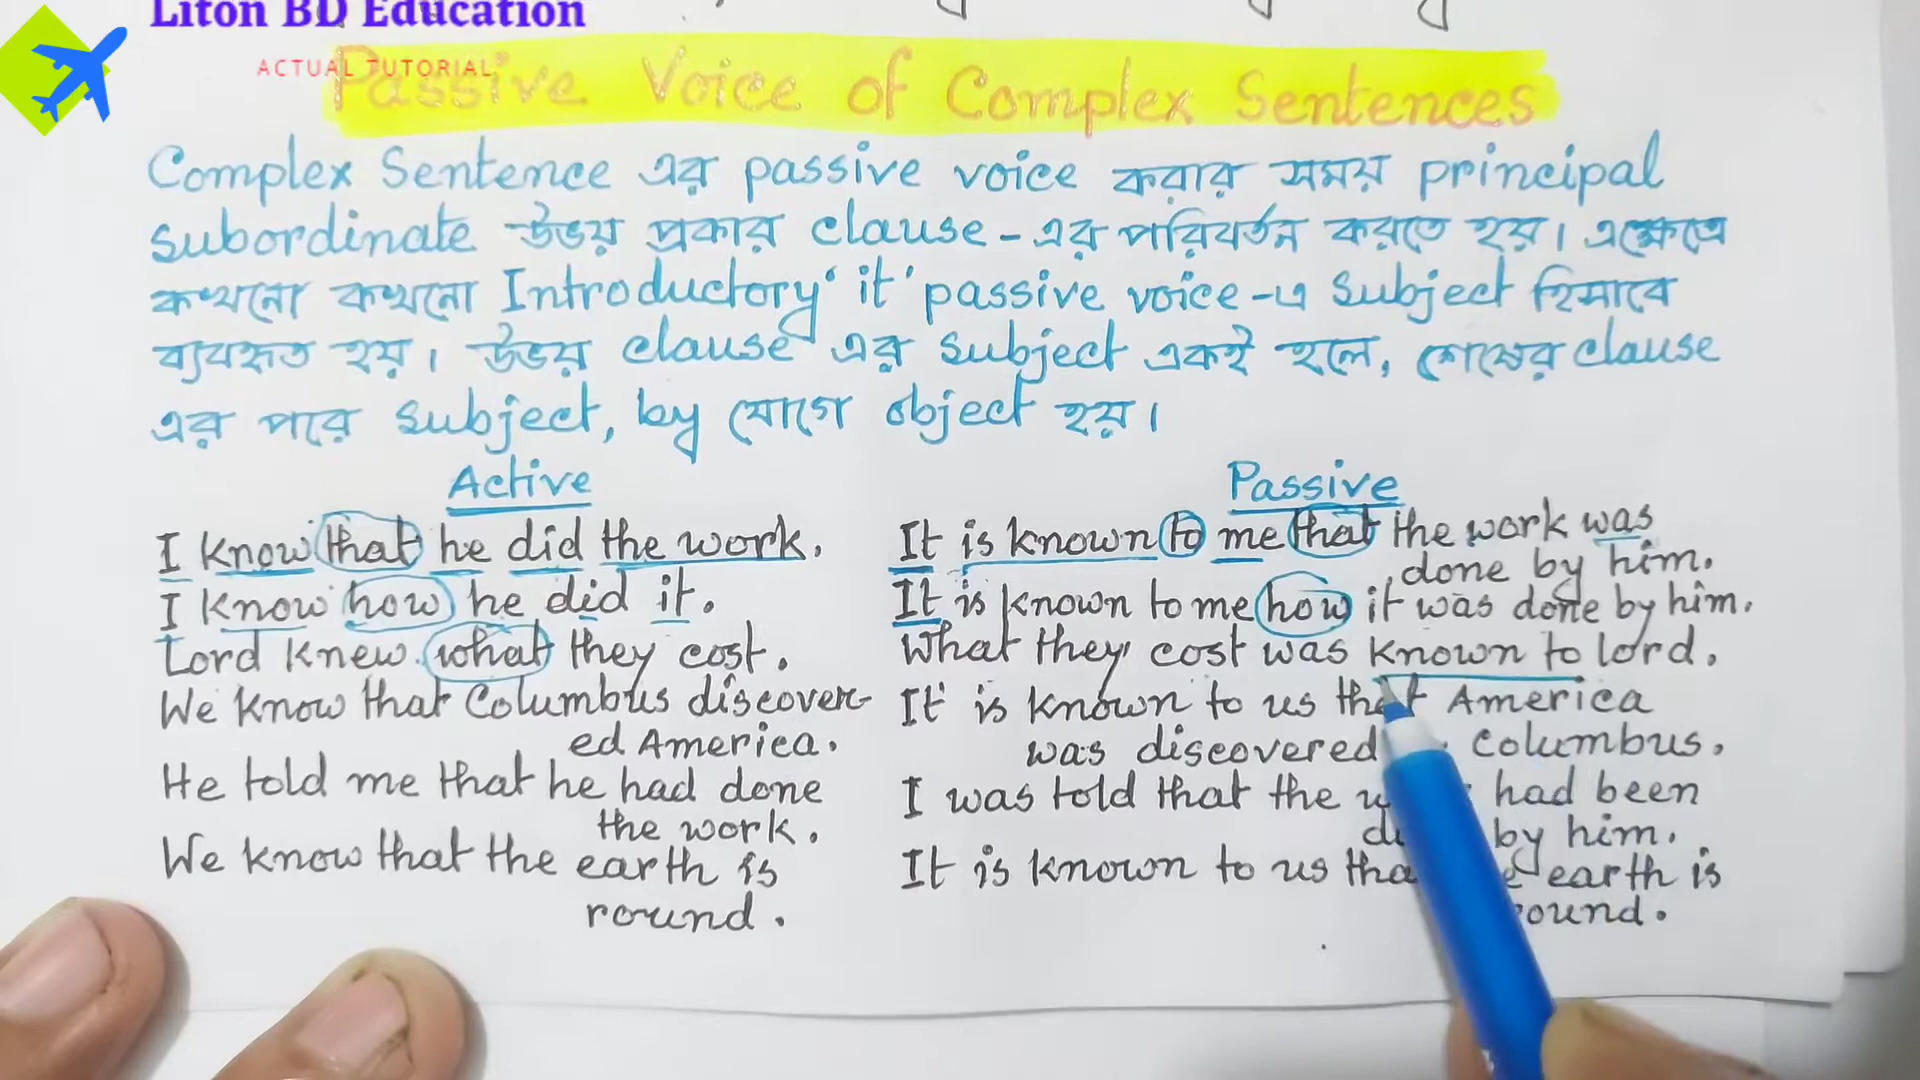 Liton BD Education
ACTUAL TUTORIAL
Passive Voice of Complex Sentences
Complex Sentence এর passive voice করার সময় principal
subordinate উভয় প্রকার clause-এর পরিবর্তন করতে হয়। এক্ষেত্রে
কখনো কখনো Introductory 'it' passive voice-এ subject হিসাবে
ব্যবহৃত হয়। উভয় clause এর subject একই হলে, শেষের clause
এর পরে subject, by যোগে object হয়।
Active
Passive
I know that he did the work.
It is known to me that the work was
done by him.
I know how he did it.
It is known to me how it was done by him.
Lord knew what they cost.
What they cost was known to lord.
We know that Columbus discover-
ed America.
It is known to us that America
was discovered Columbus.
He told me that he had done
the work.
I was told that the had been
by him.
We know that the earth is
round.
It is known to us earth is
round.